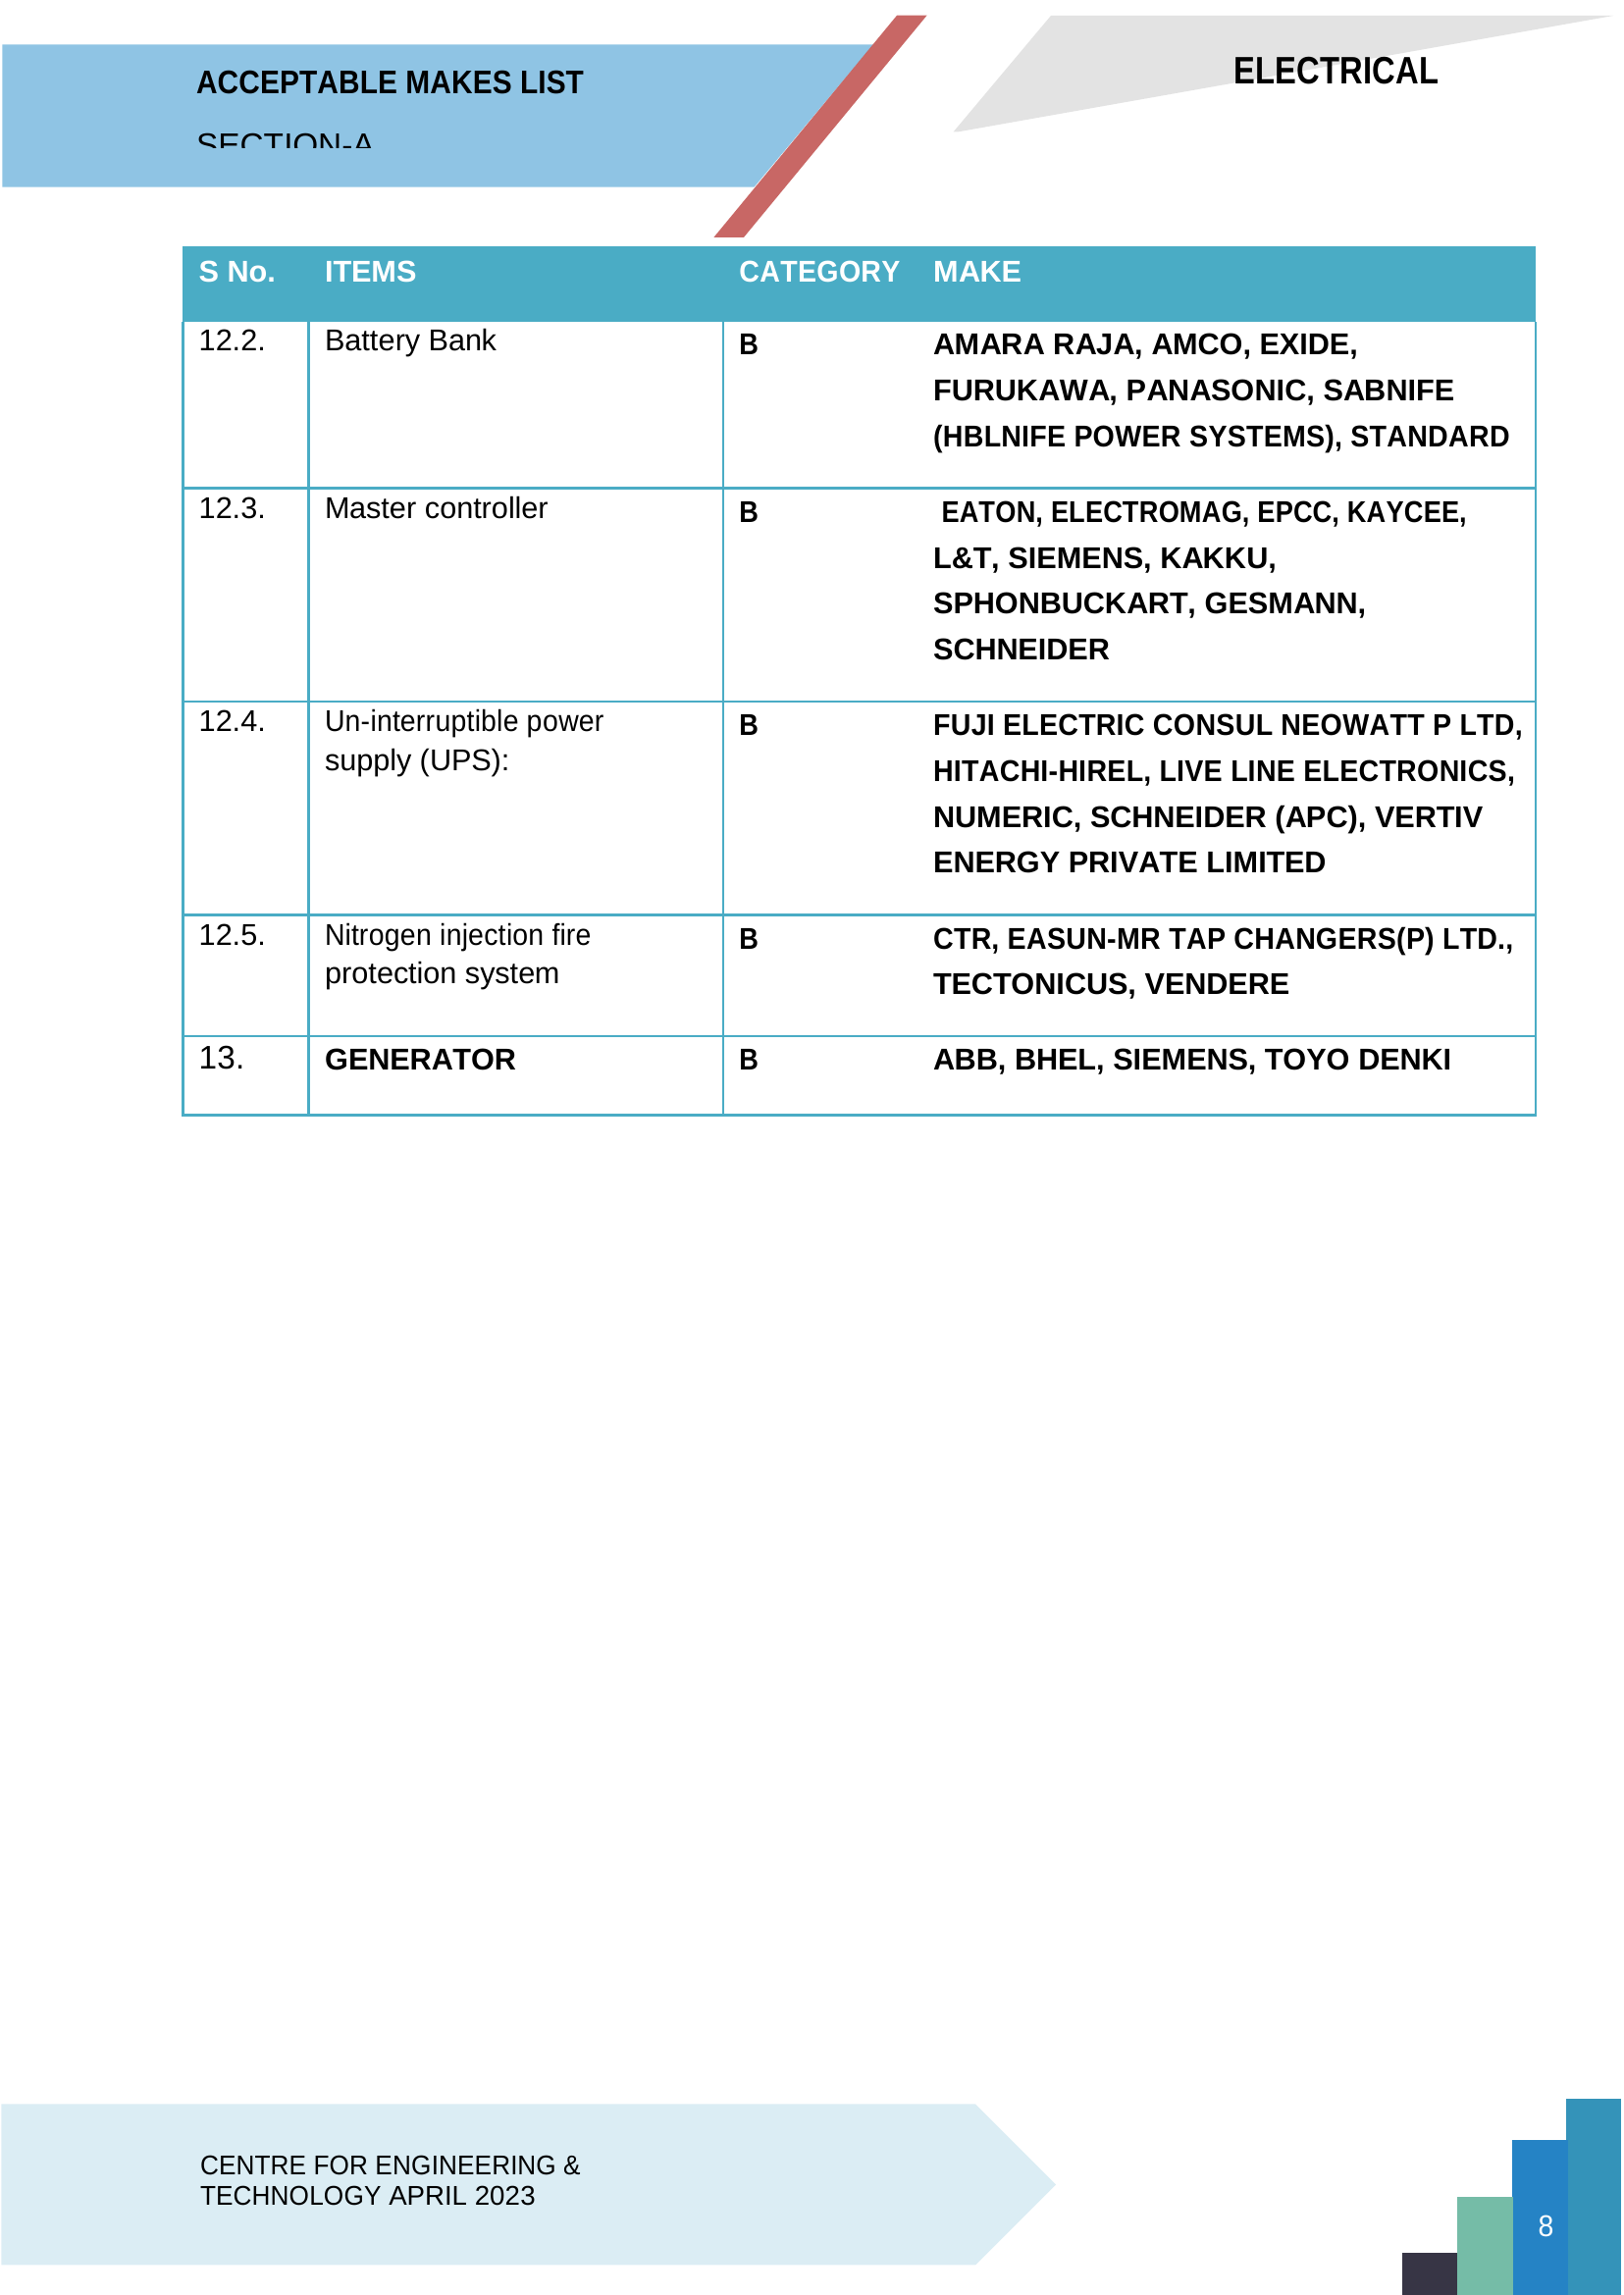 ACCEPTABLE MAKES LIST
ELECTRICAL
SECTION-A
S No. ITEMS CATEGORY MAKE
12.2. Battery Bank B AMARA RAJA, AMCO, EXIDE,
FURUKAWA, PANASONIC, SABNIFE
(HBLNIFE POWER SYSTEMS), STANDARD
12.3. Master controller B EATON, ELECTROMAG, EPCC, KAYCEE,
L&T, SIEMENS, KAKKU,
SPHONBUCKART, GESMANN,
SCHNEIDER
12.4. Un-interruptible power B FUJI ELECTRIC CONSUL NEOWATT P LTD,
supply (UPS): HITACHI-HIREL, LIVE LINE ELECTRONICS,
NUMERIC, SCHNEIDER (APC), VERTIV
ENERGY PRIVATE LIMITED
12.5. Nitrogen injection fire B CTR, EASUN-MR TAP CHANGERS(P) LTD.,
protection system TECTONICUS, VENDERE
13. GENERATOR B ABB, BHEL, SIEMENS, TOYO DENKI
CENTRE FOR ENGINEERING &
TECHNOLOGY APRIL 2023
8